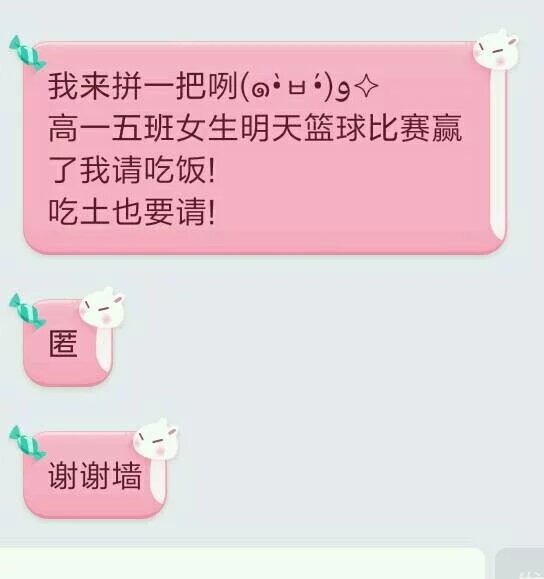 我来拼一把咧(๑•̀ㅂ•́)و✧
高一五班女生明天篮球比赛赢
了我请吃饭!
吃土也要请!
匿
谢谢墙